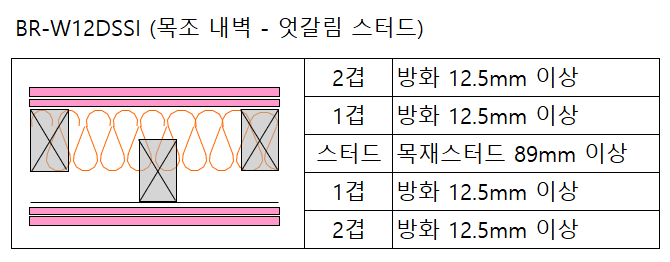 BR-W12DSSI (목조 내벽 - 엇갈림 스터드)
2겹 방화 12.5mm 이상
1겹 방화 12.5mm 이상
스터드 목재스터드 89mm 이상
1겹 방화 12.5mm 이상
2겹 방화 12.5mm 이상